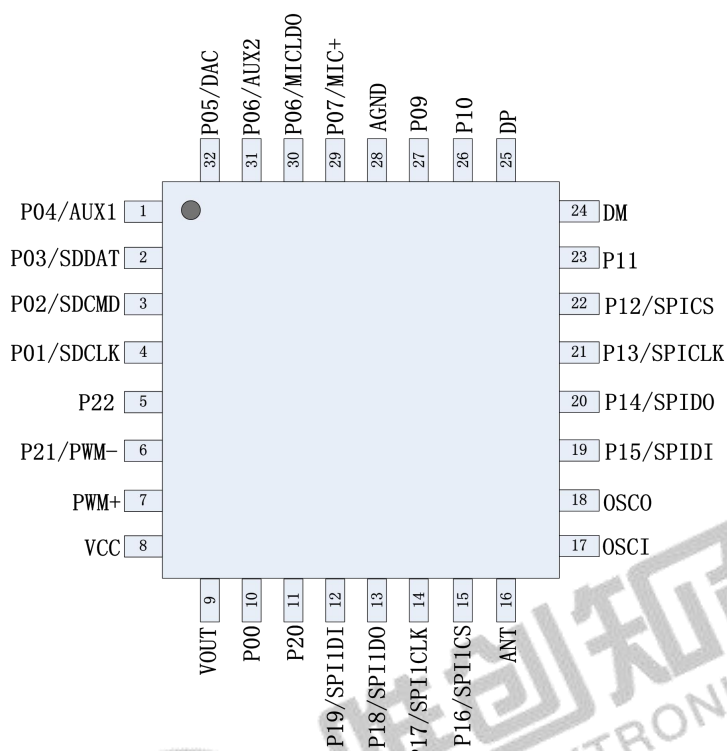 32 P05/DAC
31 P06/AUX2
30 P06/MICLDO
29 P07/MIC+
28 AGND
27 P09
26 P10
25 DP
P04/AUX1 1
P03/SDDAT 2
P02/SDCMD 3
P01/SDCLK 4
P22 5
P21/PWM- 6
PWM+ 7
VCC 8
24 DM
23 P11
22 P12/SPICS
21 P13/SPICLK
20 P14/SPIDO
19 P15/SPIDI
18 OSCO
17 OSCI
VOUT 9
P00 10
P20 11
P19/SPI1DI 12
P18/SPI1DO 13
P17/SPI1CLK 14
P16/SPI1CS 15
ANT 16
唯创知
TRONI